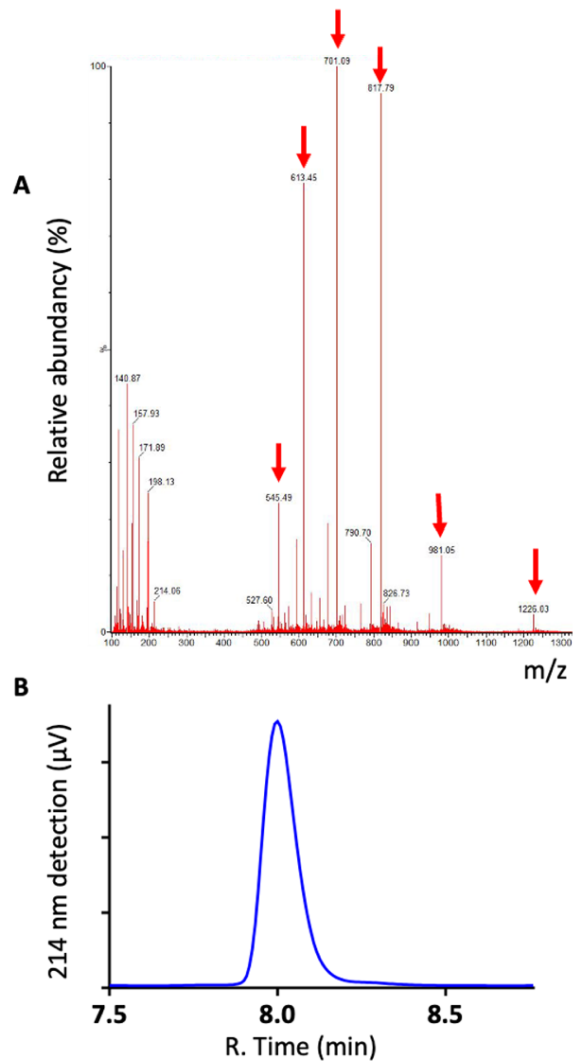 701.09
100
817.79
A
613.45
Relative abundancy (%)
%
140.87
157.93
171.89
198.13
545.49
790.70
981.05
214.06
527.60
826.73
1226.03
0
100 200 300 400 500 600 700 800 900 1000 1100 1200 1300
m/z
B
214 nm detection (µV)
7.5 8.0 8.5
R. Time (min)